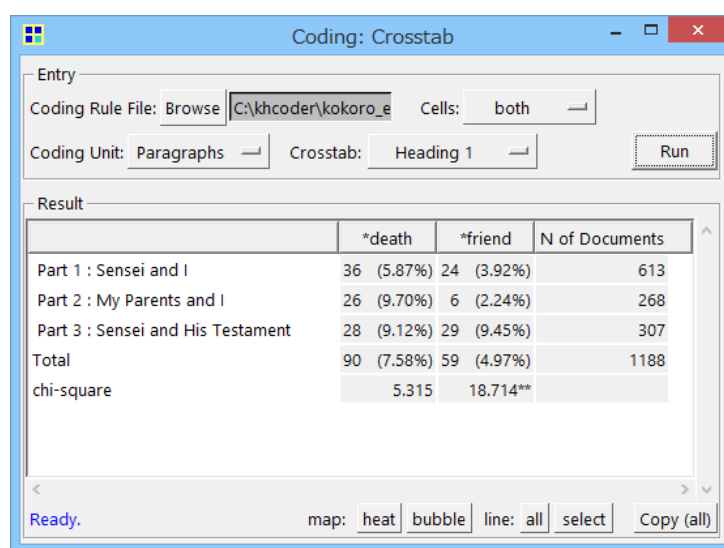 Coding: Crosstab
Entry
Coding Rule File: Browse C:\khcoder\kokoro_e Cells: both
Coding Unit: Paragraphs Crosstab: Heading 1 Run
Result
*death *friend N of Documents
Part 1 : Sensei and I 36 (5.87%) 24 (3.92%) 613
Part 2 : My Parents and I 26 (9.70%) 6 (2.24%) 268
Part 3 : Sensei and His Testament 28 (9.12%) 29 (9.45%) 307
Total 90 (7.58%) 59 (4.97%) 1188
chi-square 5.315 18.714**
Ready. map: heat bubble line: all select Copy (all)